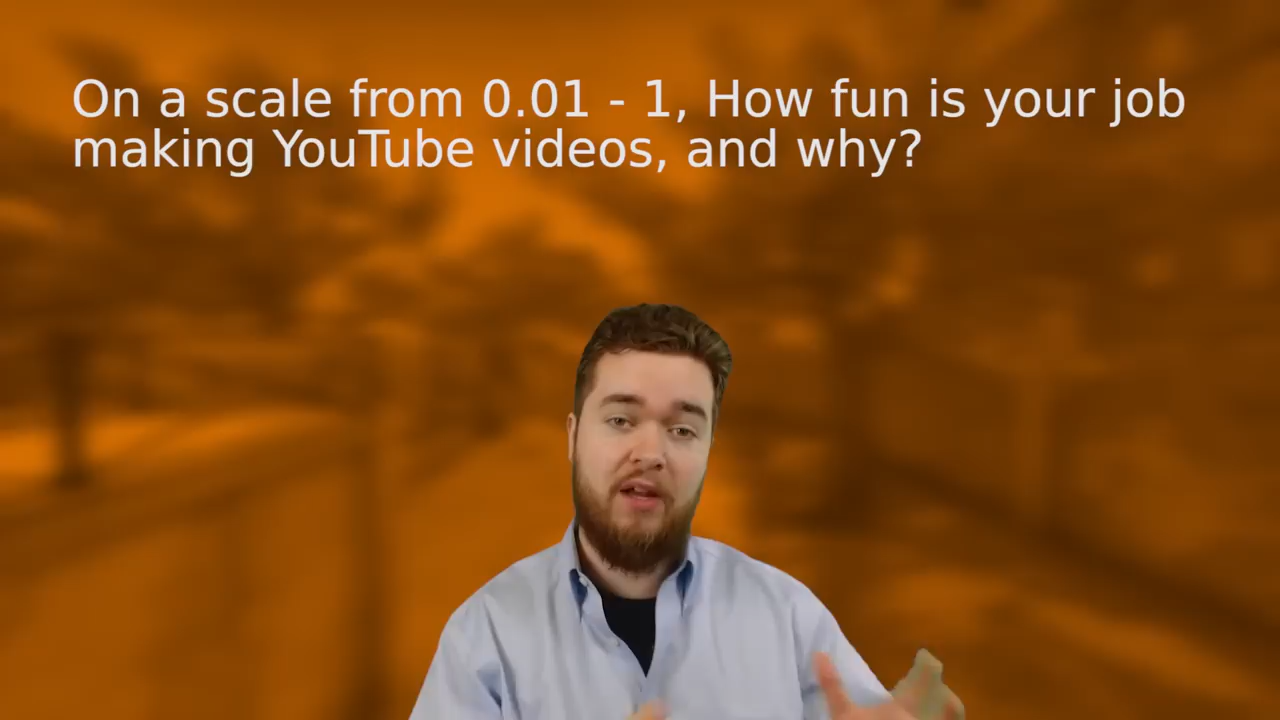 On a scale from 0.01 - 1, How fun is your job
making YouTube videos, and why?